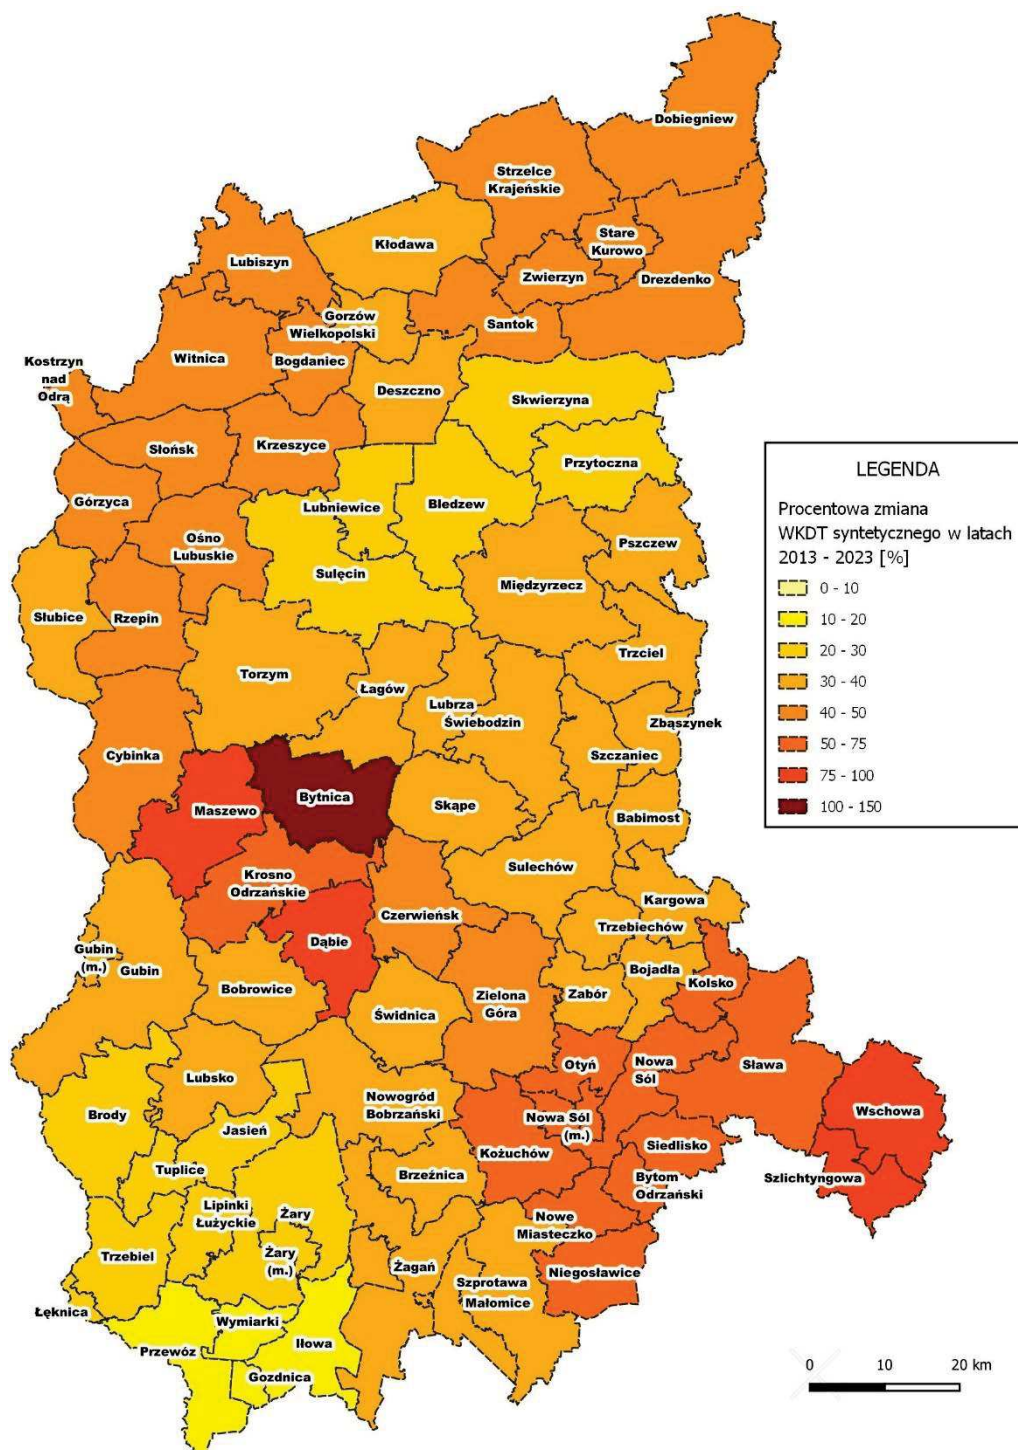 Dobiegniew
Strzelce
Krajeńskie
Stare
Kurowo
Kłodawa
Lubiszyn
Zwierzyn
Drezdenko
Gorzów
Wielkopolski
Santok
Witnica
Bogdaniec
Kostrzyn
nad
Odrą
Deszczno
Skwierzyna
Słońsk
Krzeszyce
Przytoczna
Górzyca
Lubniewice
Bledzew
Ośno
Lubuskie
Pszczew
Sulęcin
Międzyrzecz
Słubice
Rzepin
Trzciel
Torzym
Łagów
Lubrza
Świebodzin
Zbąszynek
Cybinka
Szczaniec
Bytnica
Maszewo
Skąpe
Babimost
Sulechów
Krosno
Odrzańskie
Kargowa
Czerwieńsk
Trzebiechów
Dąbie
Gubin
(m.)
Gubin
Bojadła
Kolsko
Bobrowice
Zielona
Góra
Zabór
Świdnica
Otyń
Nowa
Sól
Sława
Lubsko
Brody
Nowogród
Bobrzański
Wschowa
Jasień
Nowa Sól
(m.)
Siedlisko
Kożuchów
Tuplice
Brzeźnica
Bytom
Odrzański
Szlichtyngowa
Lipinki
Łużyckie
Żary
Nowe
Miasteczko
Trzebiel
Żary
(m.)
Żagań
Niegosławice
Szprotawa
Małomice
Łęknica
Wymiarki
Iłowa
Przewóz
Gozdnica
LEGENDA
Procentowa zmiana
WKDT syntetycznego w latach
2013 - 2023 [%]
0 - 10
10 - 20
20 - 30
30 - 40
40 - 50
50 - 75
75 - 100
100 - 150
0 10 20 km